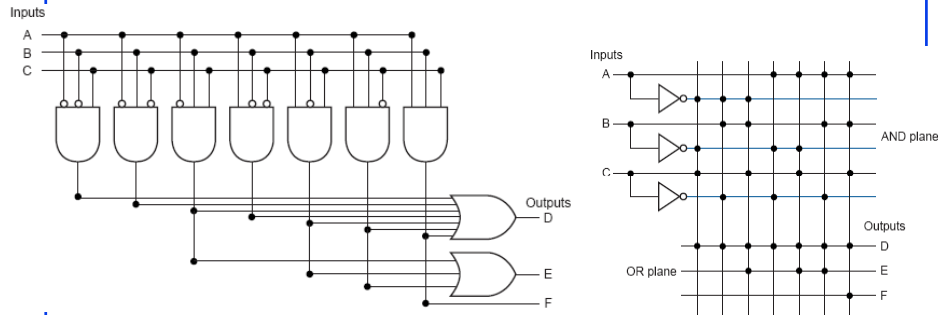 Inputs
A
B
C
Outputs
D
E
F
Inputs
A
B
C
AND plane
Outputs
D
OR plane
E
F